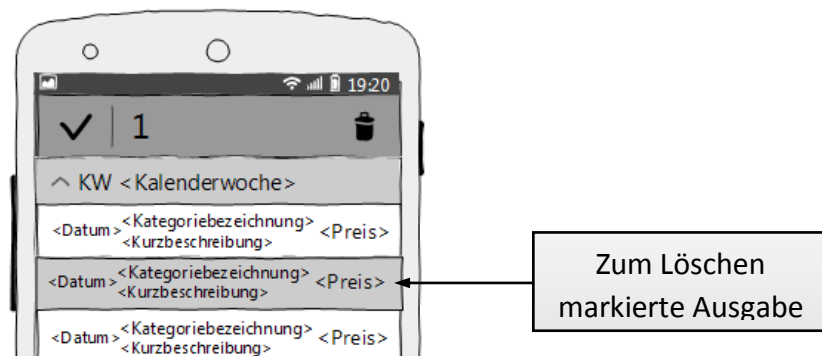 19:20
1
KW <Kalenderwoche>
<Datum> <Kategoriebezeichnung> <Preis>
<Kurzbeschreibung>
<Datum> <Kategoriebezeichnung> <Preis>
<Kurzbeschreibung>
Zum Löschen
markierte Ausgabe
<Datum> <Kategoriebezeichnung> <Preis>
<Kurzbeschreibung>